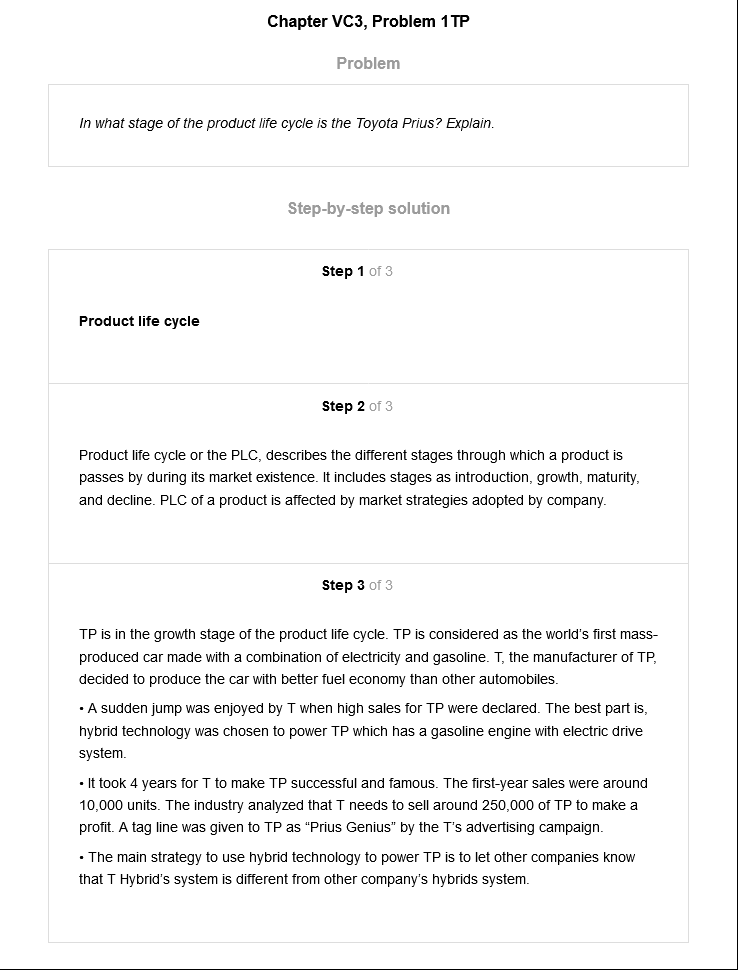 Chapter VC3, Problem 1TP
Problem
In what stage of the product life cycle is the Toyota Prius? Explain.
Step-by-step solution
Step 1 of 3
Product life cycle
Step 2 of 3
Product life cycle or the PLC, describes the different stages through which a product is
passes by during its market existence. It includes stages as introduction, growth, maturity,
and decline. PLC of a product is affected by market strategies adopted by company.
Step 3 of 3
TP is in the growth stage of the product life cycle. TP is considered as the world's first mass-
produced car made with a combination of electricity and gasoline. T, the manufacturer of TP,
decided to produce the car with better fuel economy than other automobiles.
• A sudden jump was enjoyed by T when high sales for TP were declared. The best part is,
hybrid technology was chosen to power TP which has a gasoline engine with electric drive
system.
• It took 4 years for T to make TP successful and famous. The first-year sales were around
10,000 units. The industry analyzed that T needs to sell around 250,000 of TP to make a
profit. A tag line was given to TP as “Prius Genius” by the T's advertising campaign.
• The main strategy to use hybrid technology to power TP is to let other companies know
that T Hybrid's system is different from other company's hybrids system.